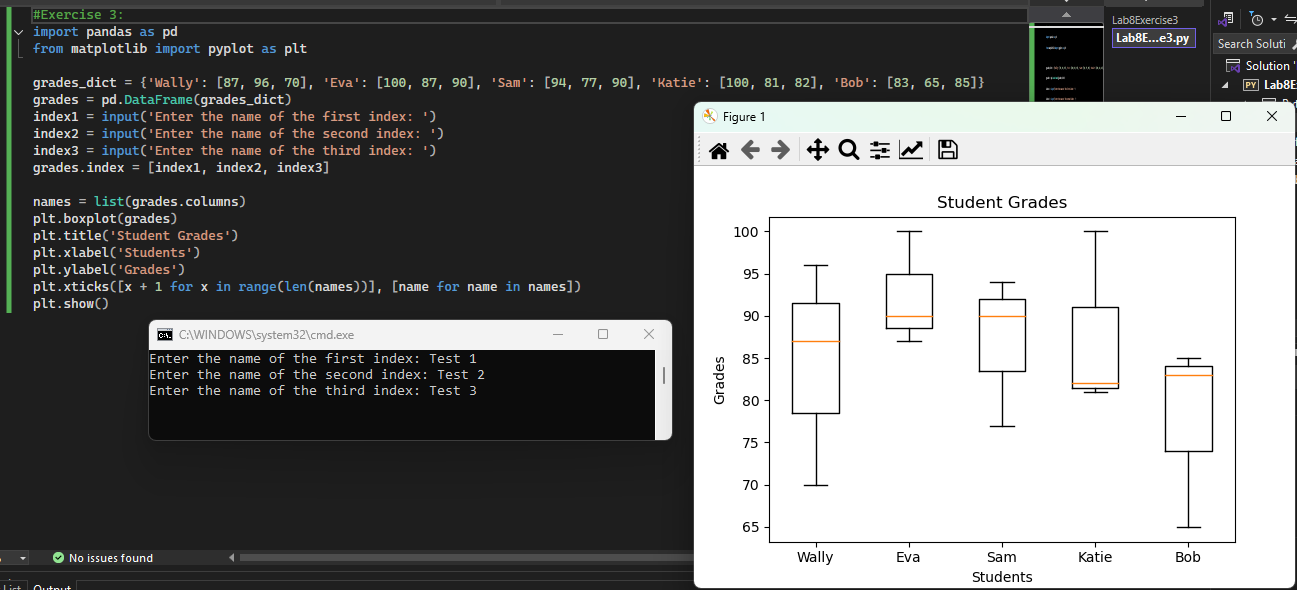 #Exercise 3:
import pandas as pd
from matplotlib import pyplot as plt
grades_dict = {'Wally': [87, 96, 70], 'Eva': [100, 87, 90], 'Sam': [94, 77, 90], 'Katie': [100, 81, 82], 'Bob': [83, 65, 85]}
grades = pd.DataFrame(grades_dict)
index1 = input('Enter the name of the first index: ')
index2 = input('Enter the name of the second index: ')
index3 = input('Enter the name of the third index: ')
grades.index = [index1, index2, index3]
names = list(grades.columns)
plt.boxplot(grades)
plt.title('Student Grades')
plt.xlabel('Students')
plt.ylabel('Grades')
plt.xticks([x + 1 for x in range(len(names))], [name for name in names])
plt.show()
C:\WINDOWS\system32\cmd.exe
Enter the name of the first index: Test 1
Enter the name of the second index: Test 2
Enter the name of the third index: Test 3
No issues found
List
Output
Lab8Exercise3
Lab8E...e3.py
Search Soluti
Solution '
PY Lab8E
Figure 1
Student Grades
100
95
90
85
80
75
70
65
Grades
Wally Eva Sam Katie Bob
Students